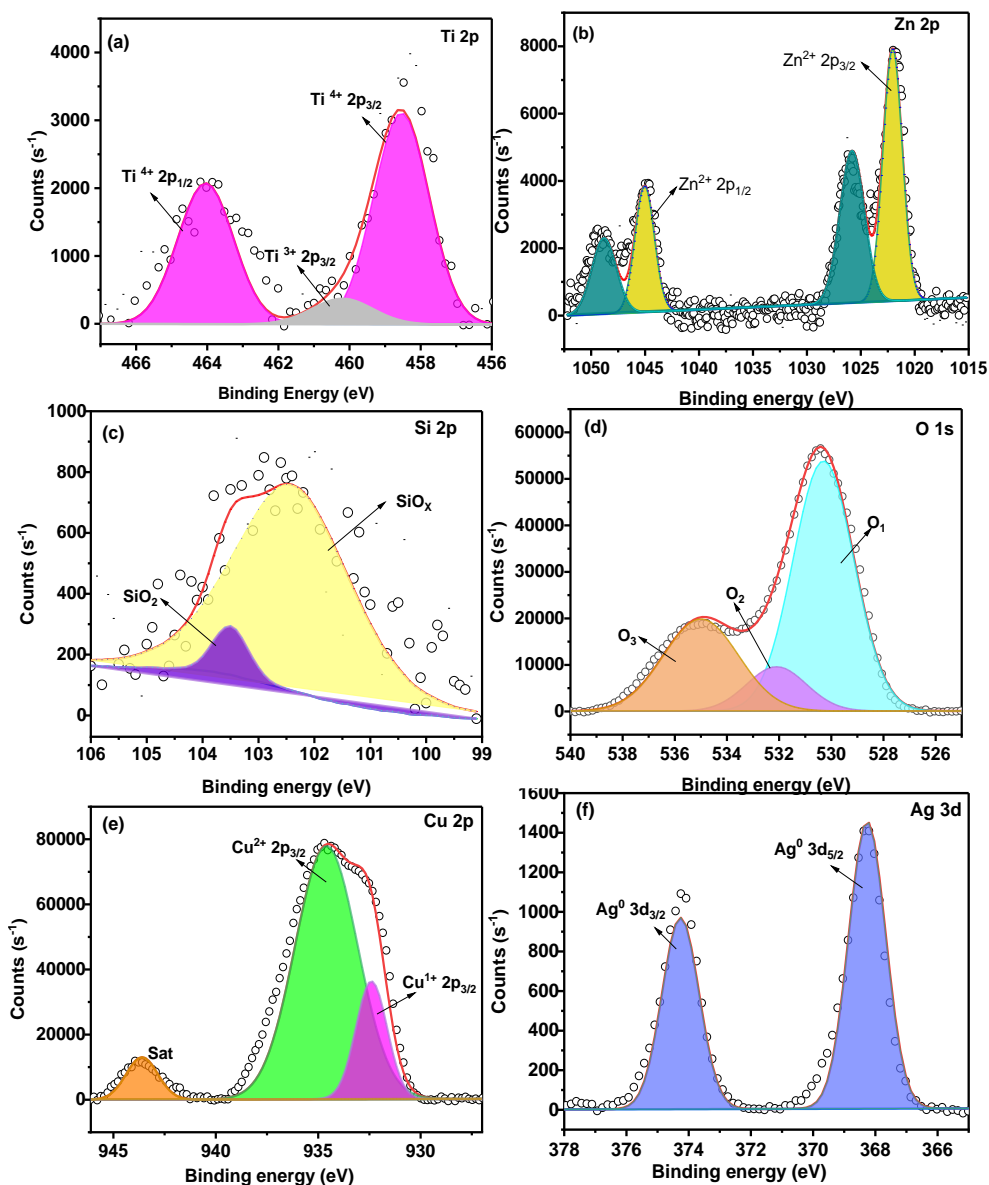 (a) Ti 2p
Ti 4+ 2p3/2
Ti 4+ 2p1/2
Ti 3+ 2p3/2
Counts (s-1)
4000
3000
2000
1000
0
466 464 462 460 458 456
Binding Energy (eV)
(b) Zn 2p
Zn2+ 2p3/2
Zn2+ 2p1/2
Counts (s-1)
8000
6000
4000
2000
0
1050 1045 1040 1035 1030 1025 1020 1015
Binding energy (eV)
(c) Si 2p
SiOX
SiO2
Counts (s-1)
1000
800
600
400
200
0
106 105 104 103 102 101 100 99
Binding energy (eV)
(d) O 1s
O1
O2
O3
Counts (s-1)
60000
50000
40000
30000
20000
10000
0
540 538 536 534 532 530 528 526
Binding energy (eV)
(e) Cu 2p
Cu2+ 2p3/2
Cu1+ 2p3/2
Sat
Counts (s-1)
80000
60000
40000
20000
0
945 940 935 930
Binding energy (eV)
(f) Ag 3d
Ag0 3d5/2
Ag0 3d3/2
Counts (s-1)
1600
1400
1200
1000
800
600
400
200
0
378 376 374 372 370 368 366
Binding energy (eV)